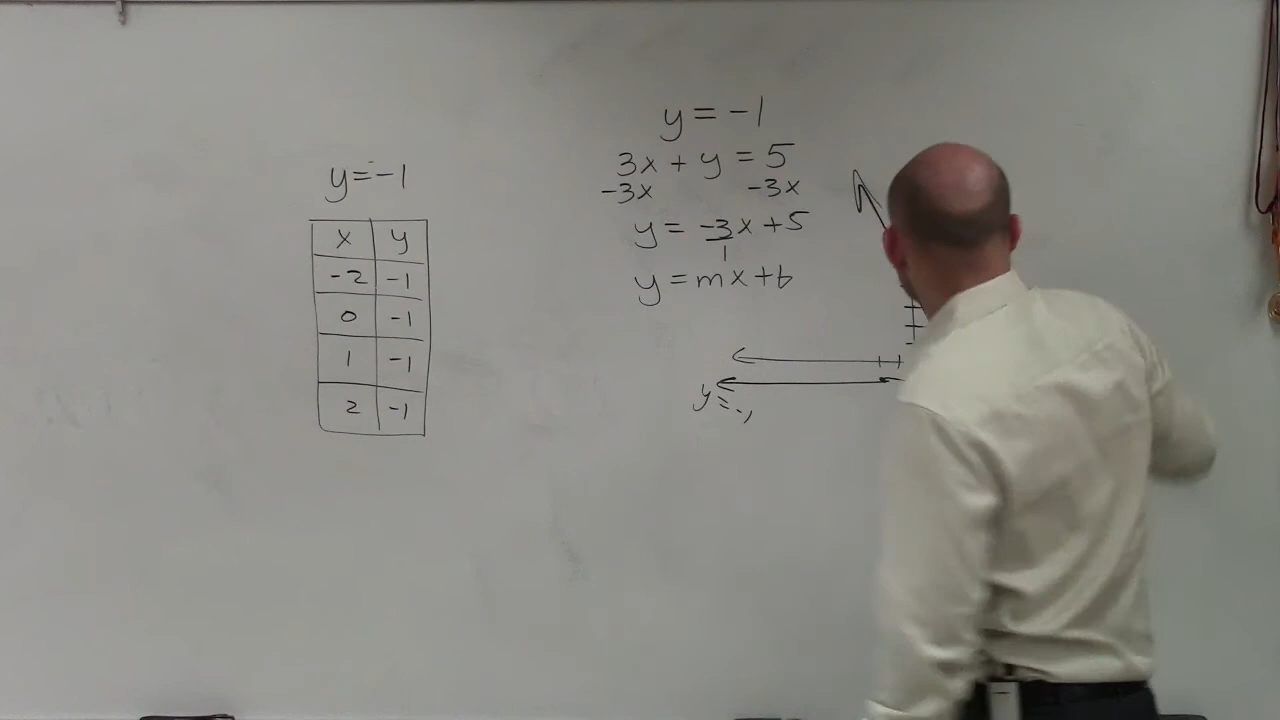 y=-1
x y
-2 -1
0 -1
1 -1
2 -1
y = -1
3x + y = 5
-3x -3x
y = -3x + 5
1
y = mx + b
y = -1